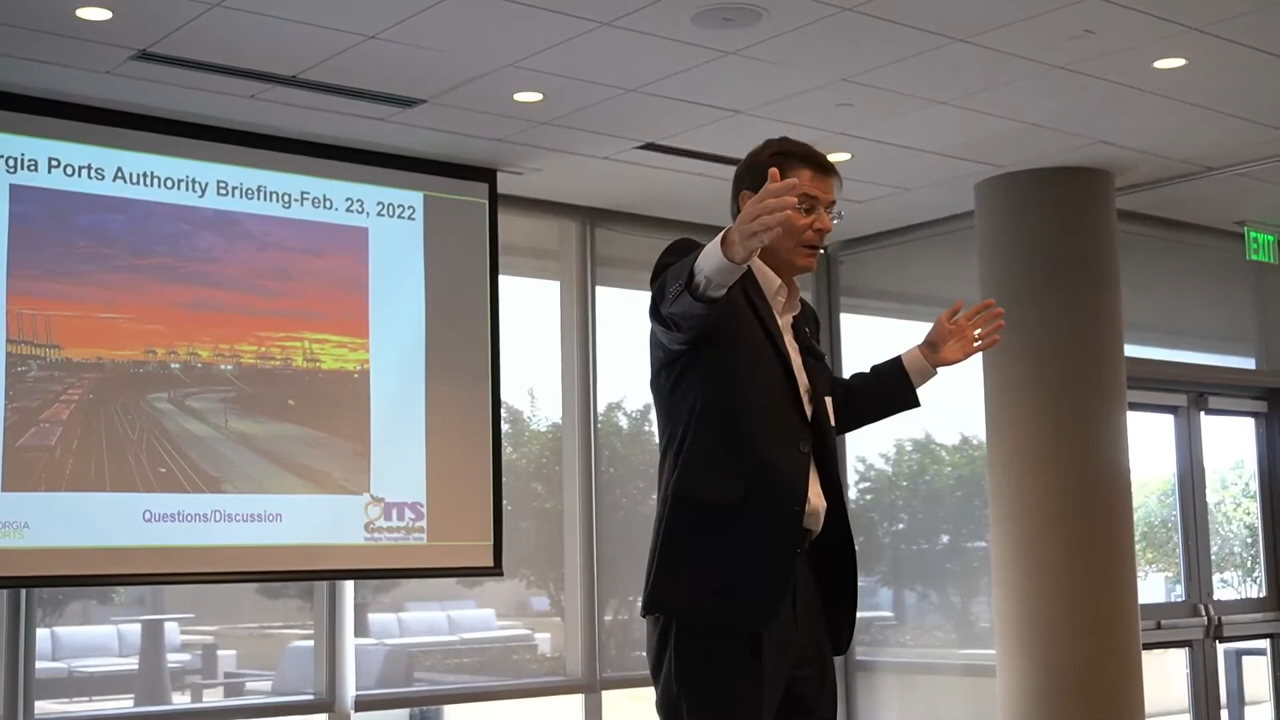 rgia Ports Authority Briefing-Feb. 23, 2022
Questions/Discussion
ORGIA
ORTS
ITS
Georgia
EXIT